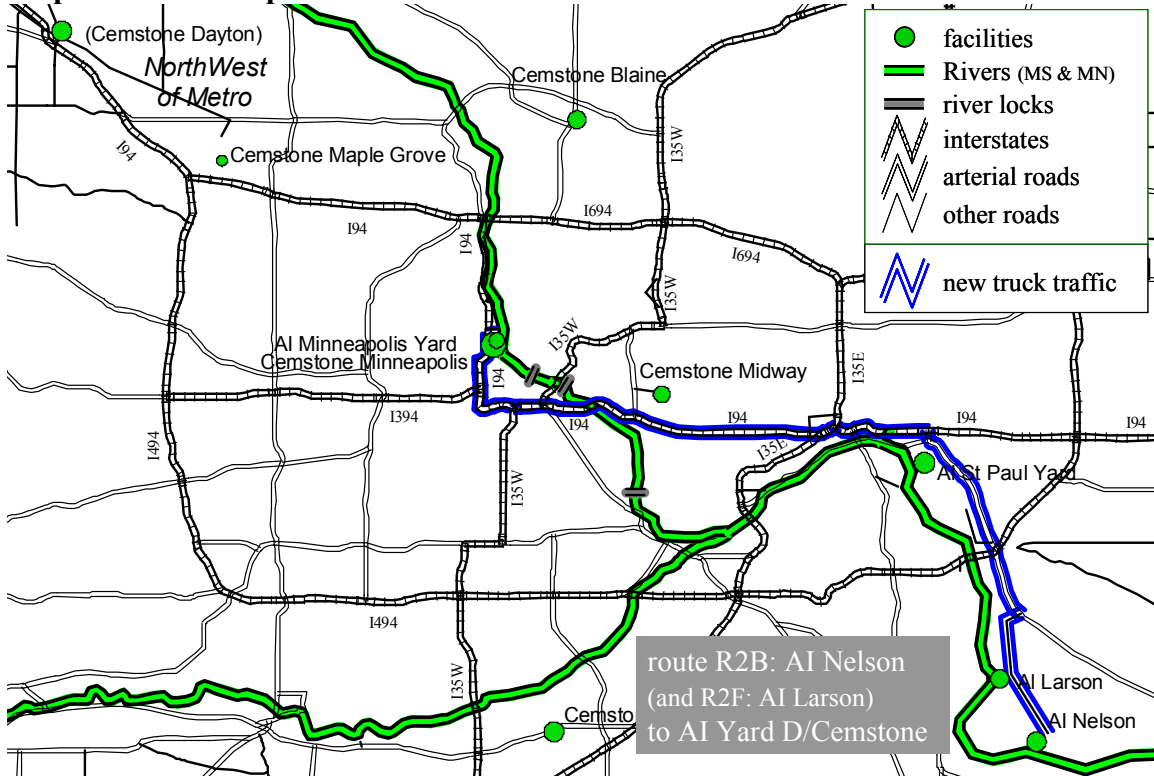 (Cemstone Dayton)
NorthWest
of Metro
Cemstone Blaine
facilities
Rivers (MS & MN)
river locks
interstates
arterial roads
other roads
new truck traffic
I94
Cemstone Maple Grove
I35W
I94
I94
I694
I694
I35W
I35W
AI Minneapolis Yard
Cemstone Minneapolis
I94
Cemstone Midway
I35E
I394
I94
I94
I94
I94
I494
I35W
I35E
AI St Paul Yard
I494
I35W
route R2B: AI Nelson
(and R2F: AI Larson)
to AI Yard D/Cemstone
AI Larson
AI Nelson
Cemsto